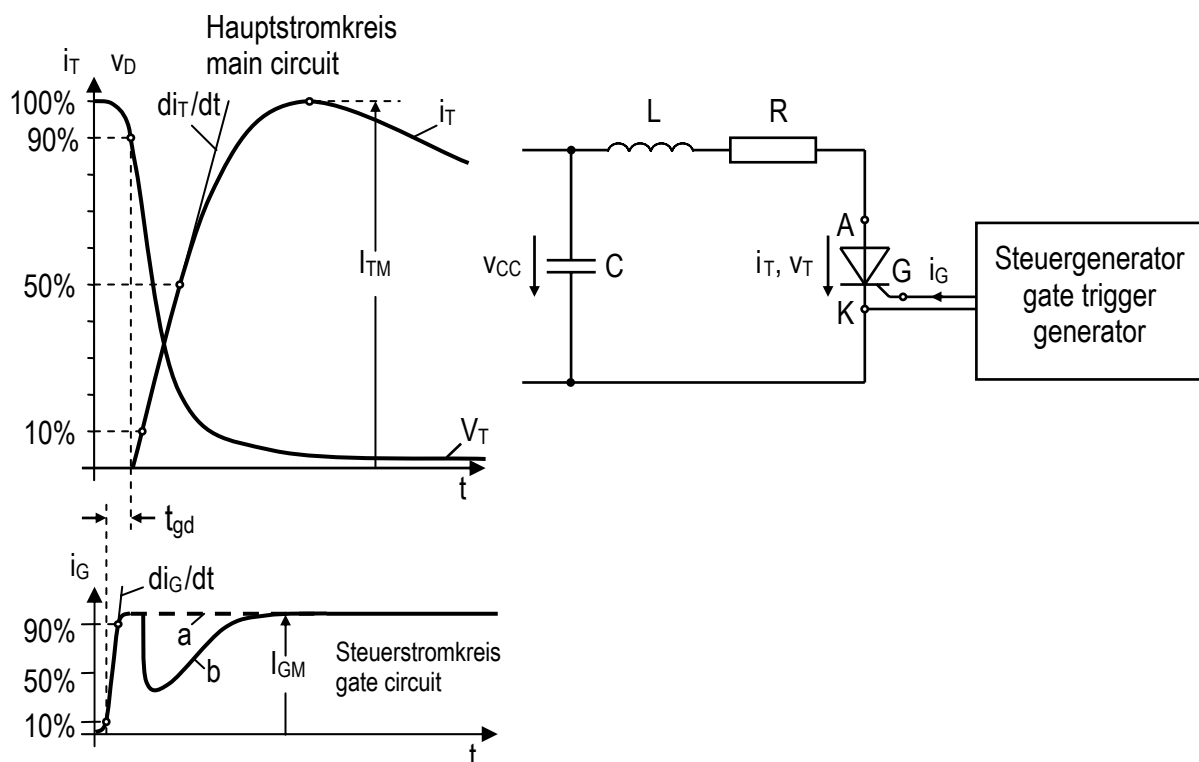 Hauptstromkreis
main circuit
iT vD
100%
90%
50%
10%
diT/dt
iT
ITM
VT
t
tgd
iG
diG/dt
90%
50%
10%
a
b
IGM
Steuerstromkreis
gate circuit
t
L
R
vCC
C
iT, vT
A
G
K
iG
Steuergenerator
gate trigger
generator